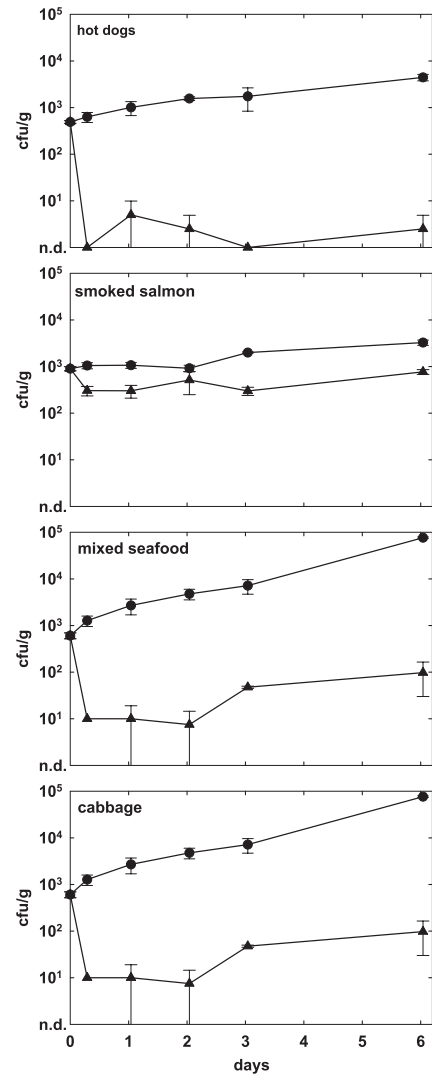 10⁵
hot dogs
10⁴
10³
cfu/g
10²
10¹
n.d.
10⁵
smoked salmon
10⁴
10³
cfu/g
10²
10¹
n.d.
10⁵
mixed seafood
10⁴
10³
cfu/g
10²
10¹
n.d.
10⁵
cabbage
10⁴
10³
cfu/g
10²
10¹
n.d.
0 1 2 3 4 5 6
days